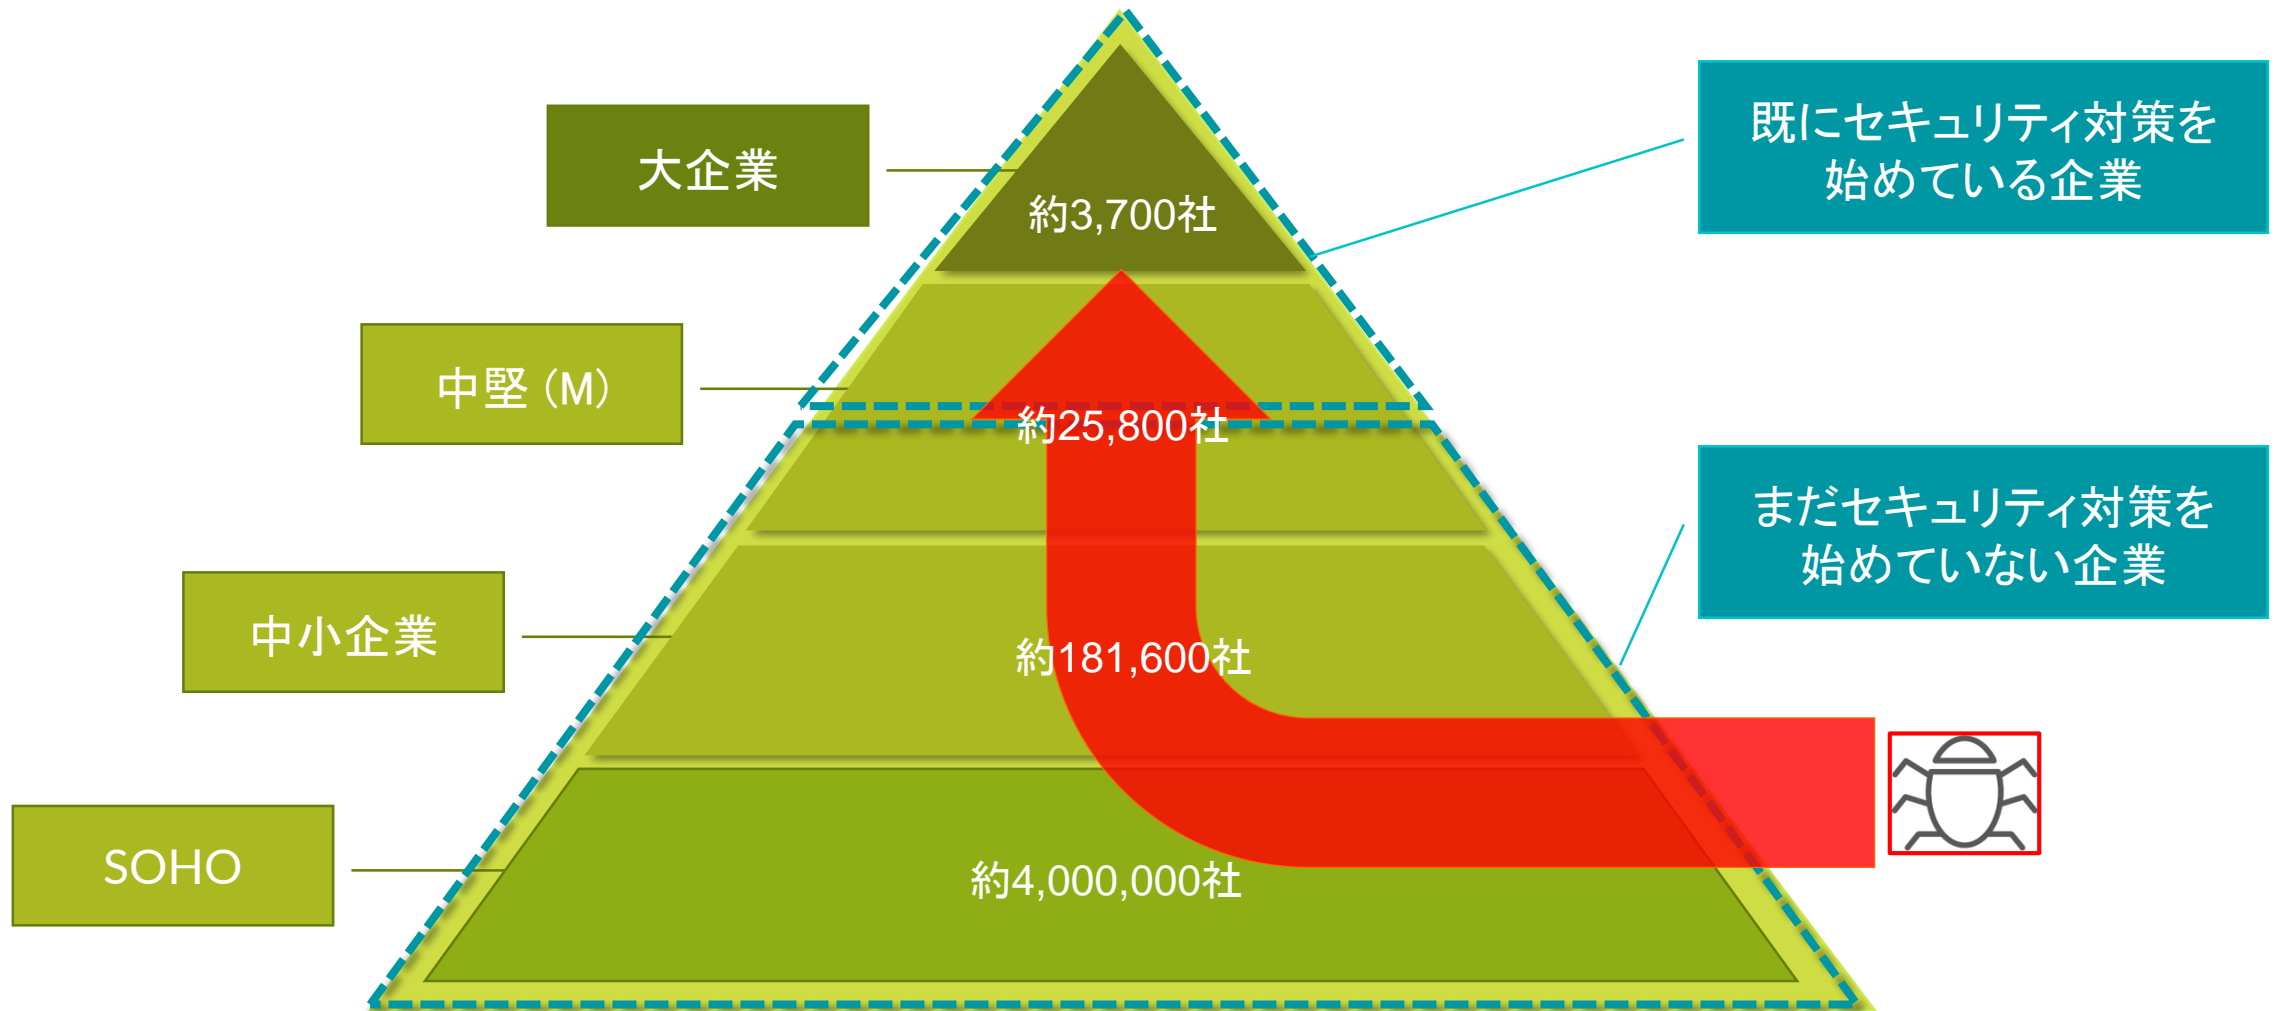 大企業
約3,700社
既にセキュリティ対策を
始めている企業
中堅（M）
約25,800社
まだセキュリティ対策を
始めていない企業
中小企業
約181,600社
SOHO
約4,000,000社